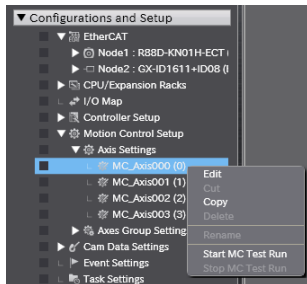 Configurations and Setup
EtherCAT
Node1 : R88D-KN01H-ECT
Node2 : GX-ID1611+ID08
CPU/Expansion Racks
I/O Map
Controller Setup
Motion Control Setup
Axis Settings
MC_Axis000 (0)
MC_Axis001 (1)
MC_Axis002 (2)
MC_Axis003 (3)
Axes Group Setting
Cam Data Settings
Event Settings
Task Settings
Edit
Cut
Copy
Delete
Rename
Start MC Test Run
Stop MC Test Run